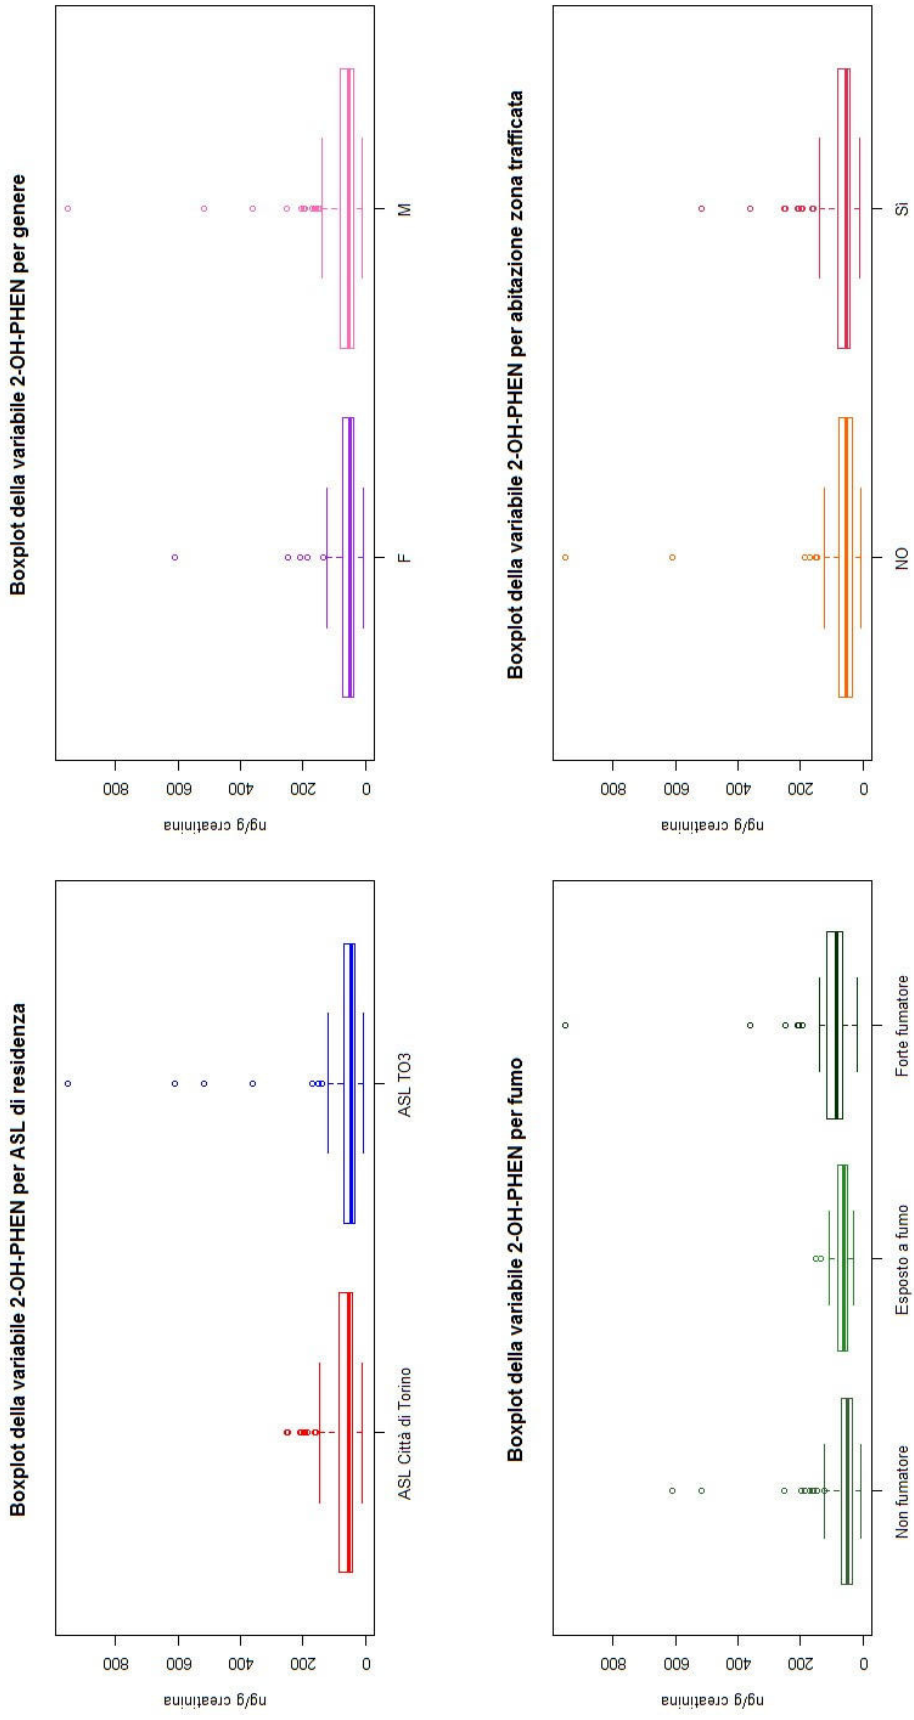 Boxplot della variabile 2-OH-PHEN per ASL di residenza
ng/g creatinina
0
200
400
600
800
ASL Città di Torino
ASL TO3
Boxplot della variabile 2-OH-PHEN per genere
ng/g creatinina
0
200
400
600
800
F
M
Boxplot della variabile 2-OH-PHEN per fumo
ng/g creatinina
0
200
400
600
800
Non fumatore
Esposto a fumo
Forte fumatore
Boxplot della variabile 2-OH-PHEN per abitazione zona trafficata
ng/g creatinina
0
200
400
600
800
NO
Sì